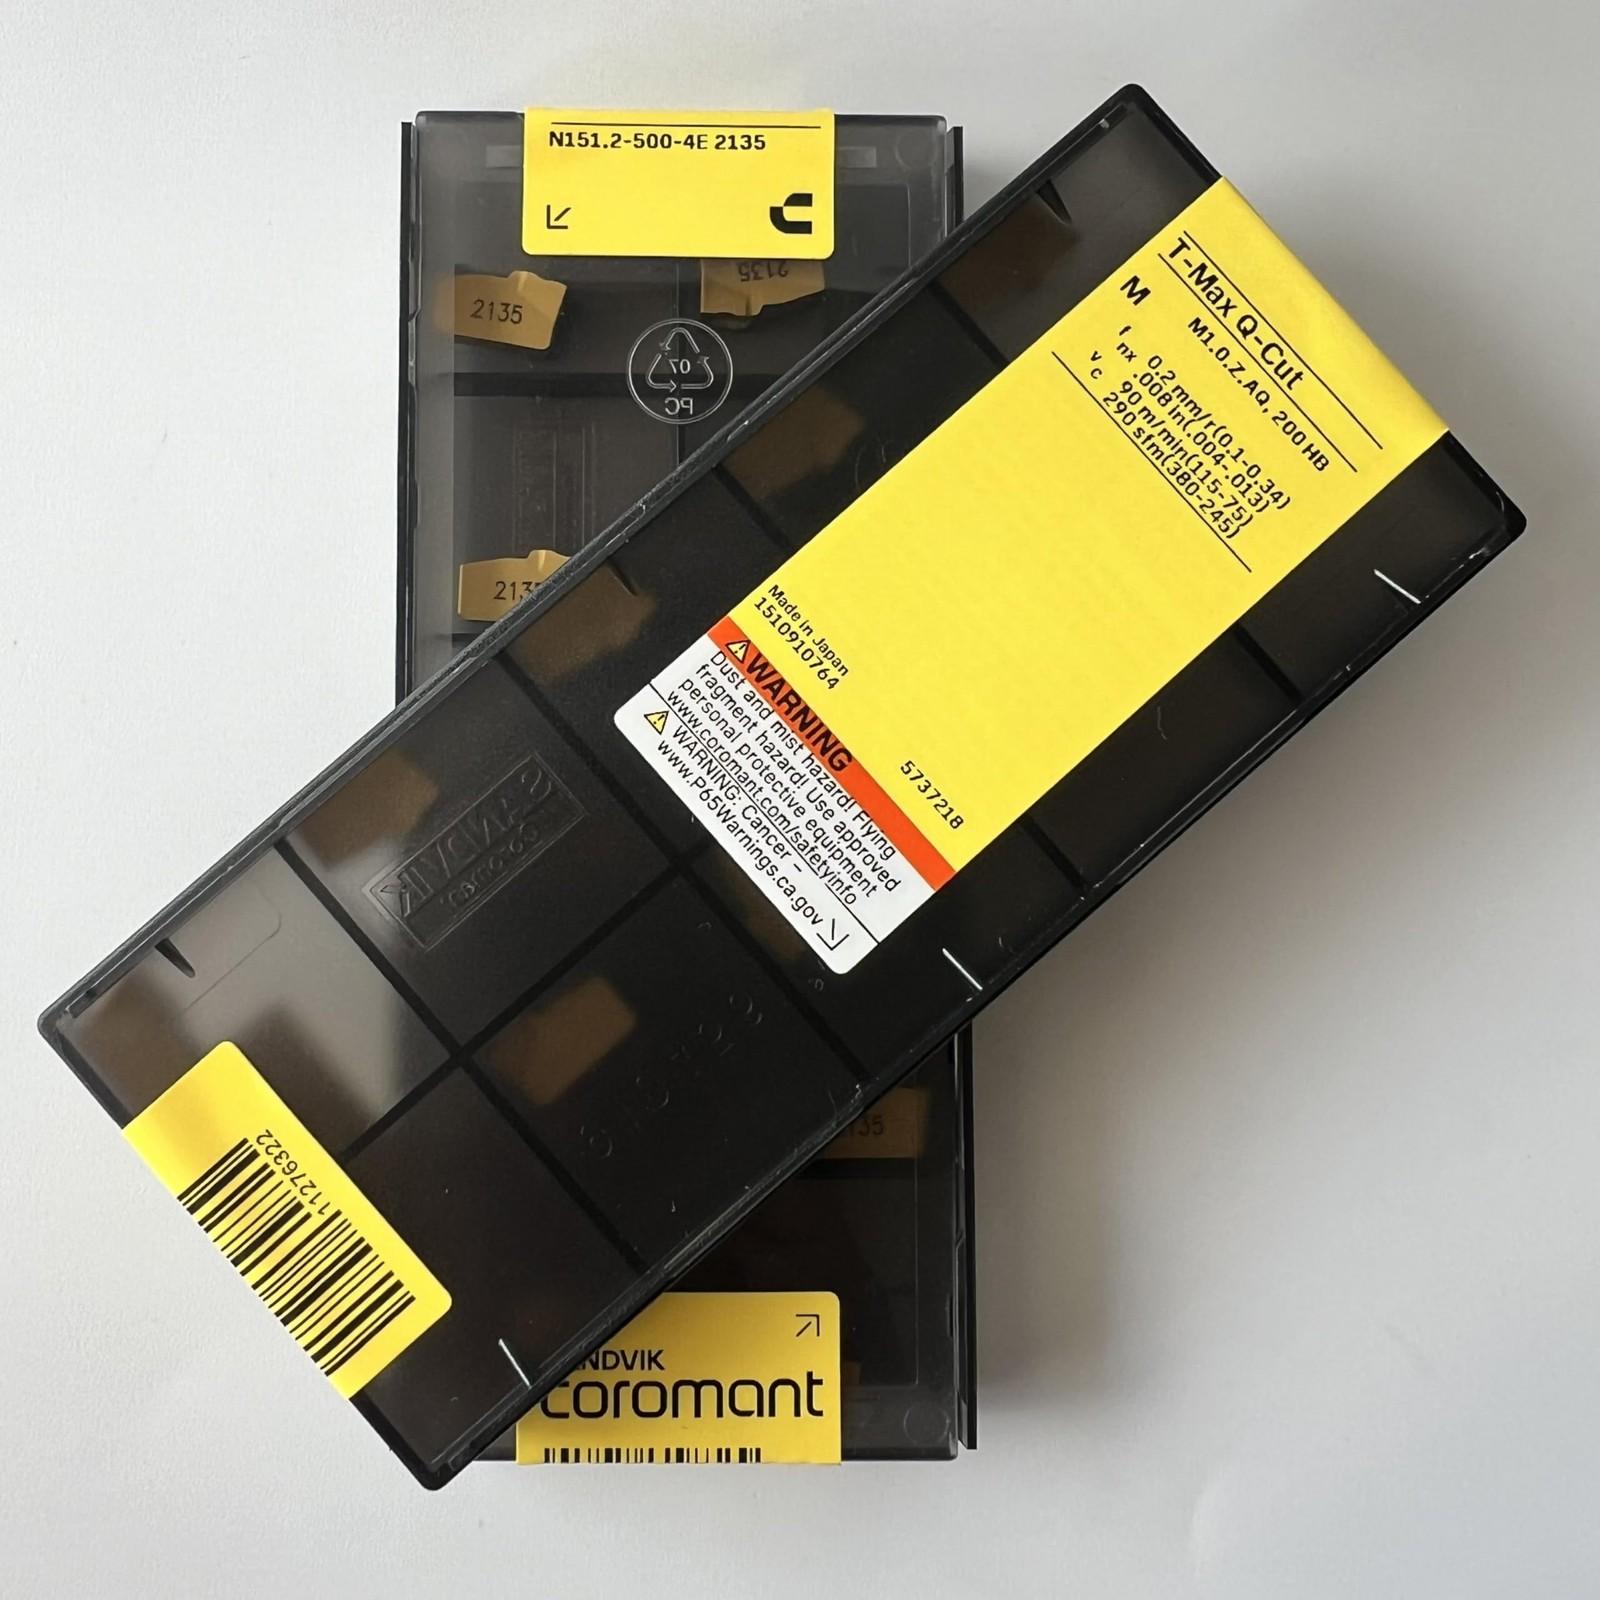 N151.2-500-4E 2135
2135
2135
07
PC
T-Max Q-Cut
M
M1.0.Z.AQ, 200 HB
f nx 0.2 mm/r(0.1-0.34)
.008 in(.004-.013)
v c 90 m/min(115-75)
290 sfm(380-245)
Made in Japan
1510910764
5737218
WARNING
Dust and mist hazard! Flying
fragment hazard! Use approved
personal protective equipment
www.coromant.com/safetyinfo
WARNING: Cancer –
www.P65Warnings.ca.gov
SANDVIK
Coromant
11276322
coromant